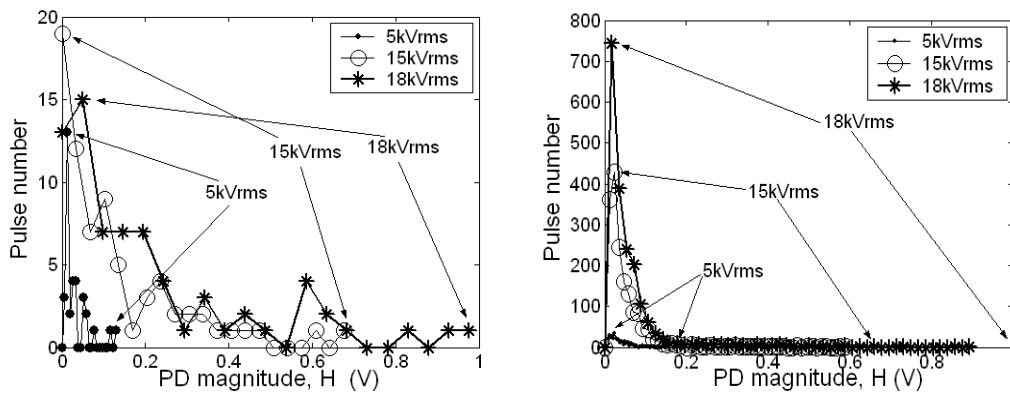 20
15
10
5
0
Pulse number
0
0.2
0.4
0.6
0.8
1
PD magnitude, H (V)
5kVrms
15kVrms
18kVrms
15kVrms
18kVrms
5kVrms
800
700
600
500
400
300
200
100
0
Pulse number
0
0.2
0.4
0.6
0.8
PD magnitude, H (V)
5kVrms
15kVrms
18kVrms
18kVrms
15kVrms
5kVrms